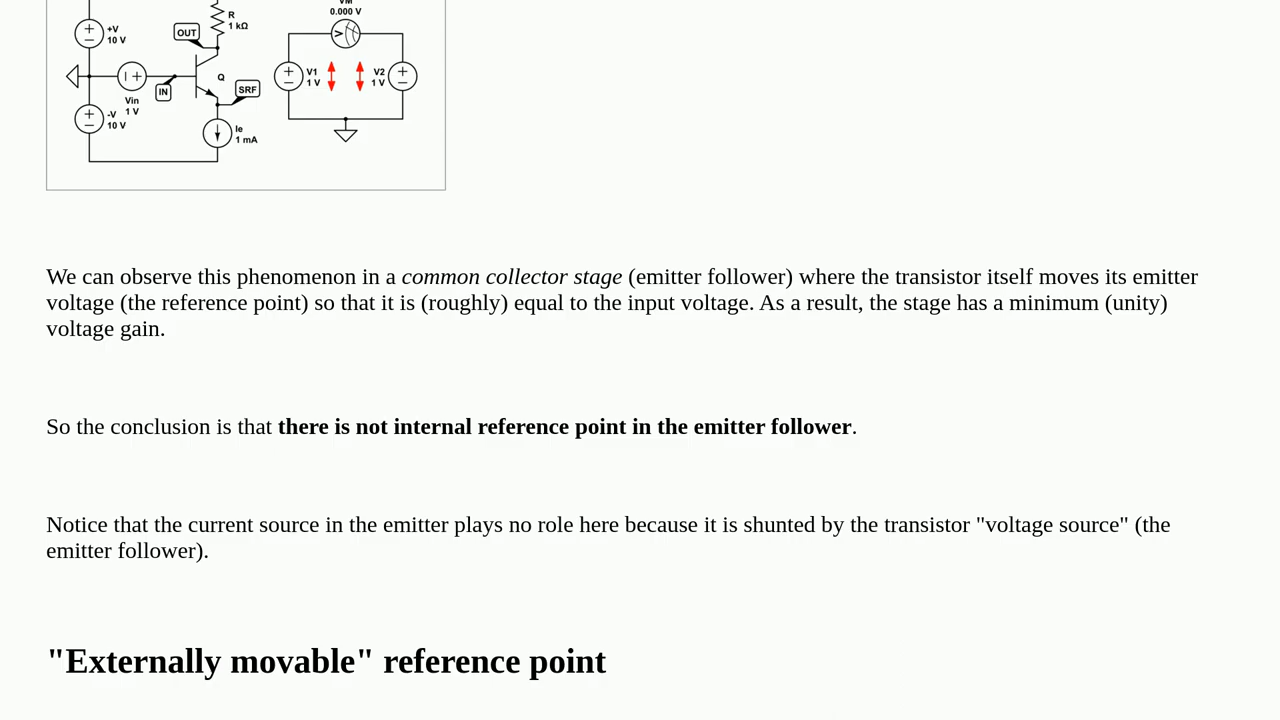 VM
0.000 V
R
1 kΩ
+V
10 V
OUT
Q
V1
1 V
V2
1 V
IN
SRF
Vin
1 V
-V
10 V
Ie
1 mA
We can observe this phenomenon in a common collector stage (emitter follower) where the transistor itself moves its emitter
voltage (the reference point) so that it is (roughly) equal to the input voltage. As a result, the stage has a minimum (unity)
voltage gain.
So the conclusion is that there is not internal reference point in the emitter follower.
Notice that the current source in the emitter plays no role here because it is shunted by the transistor "voltage source" (the
emitter follower).
"Externally movable" reference point